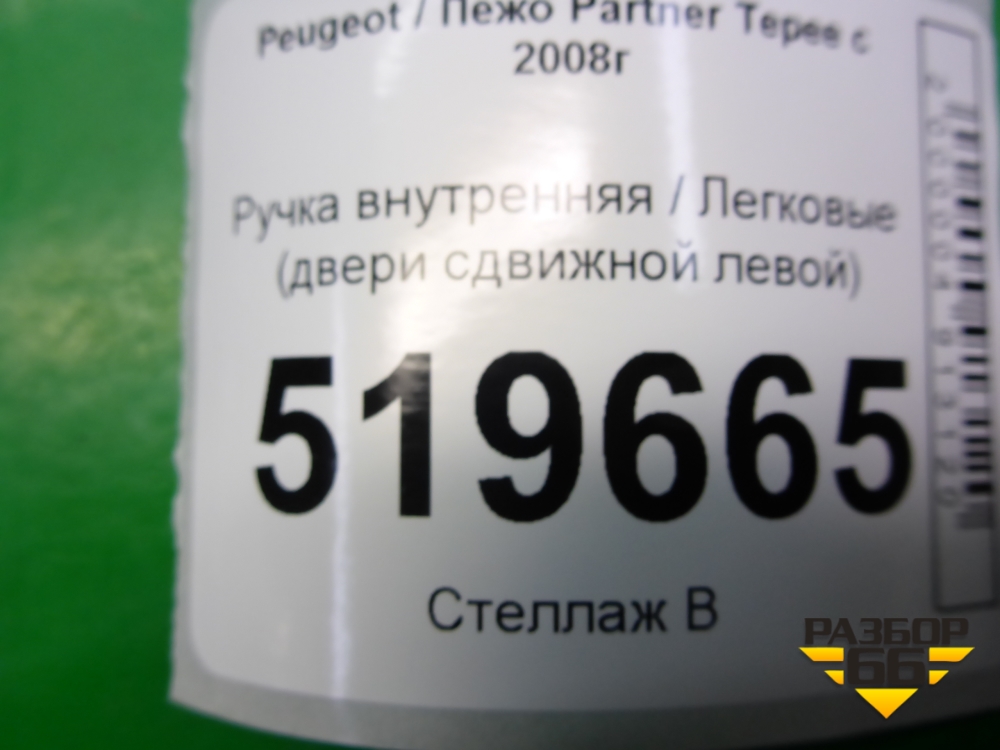 Peugeot / Пежо Partner Tepee с
2008г
Ручка внутренняя / Легковые
(двери сдвижной левой)
519665
Стеллаж В
РАЗБОР
66